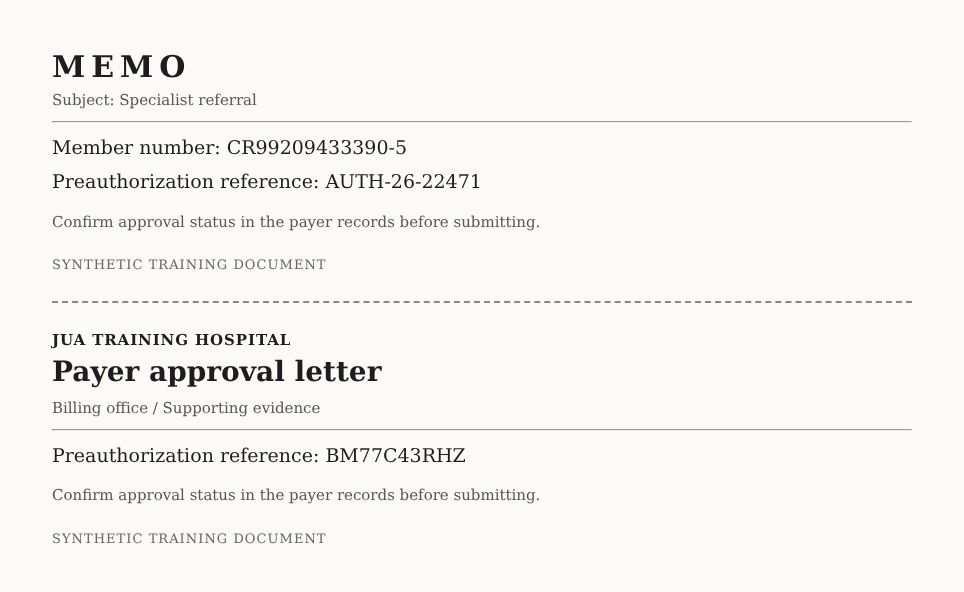 MEMO
Subject: Specialist referral
Member number: CR99209433390-5
Preauthorization reference: AUTH-26-22471
Confirm approval status in the payer records before submitting.
SYNTHETIC TRAINING DOCUMENT
JUA TRAINING HOSPITAL
Payer approval letter
Billing office / Supporting evidence
Preauthorization reference: BM77C43RHZ
Confirm approval status in the payer records before submitting.
SYNTHETIC TRAINING DOCUMENT